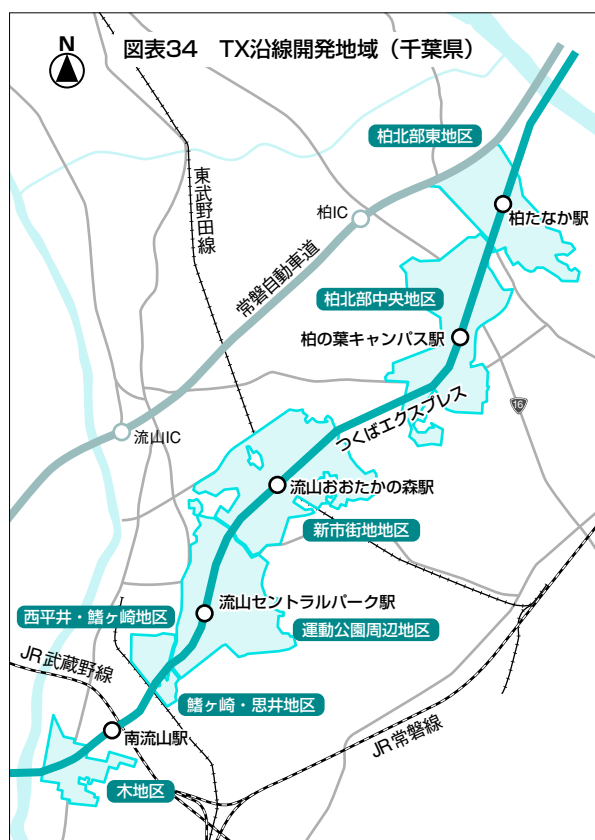 図表34 TX沿線開発地域（千葉県）
N
柏北部東地区
東武野田線
柏IC
柏たなか駅
常磐自動車道
柏北部中央地区
柏の葉キャンパス駅
16
つくばエクスプレス
流山IC
流山おおたかの森駅
新市街地地区
流山セントラルパーク駅
西平井・鰭ヶ崎地区
運動公園周辺地区
JR武蔵野線
鰭ヶ崎・思井地区
南流山駅
JR常磐線
木地区